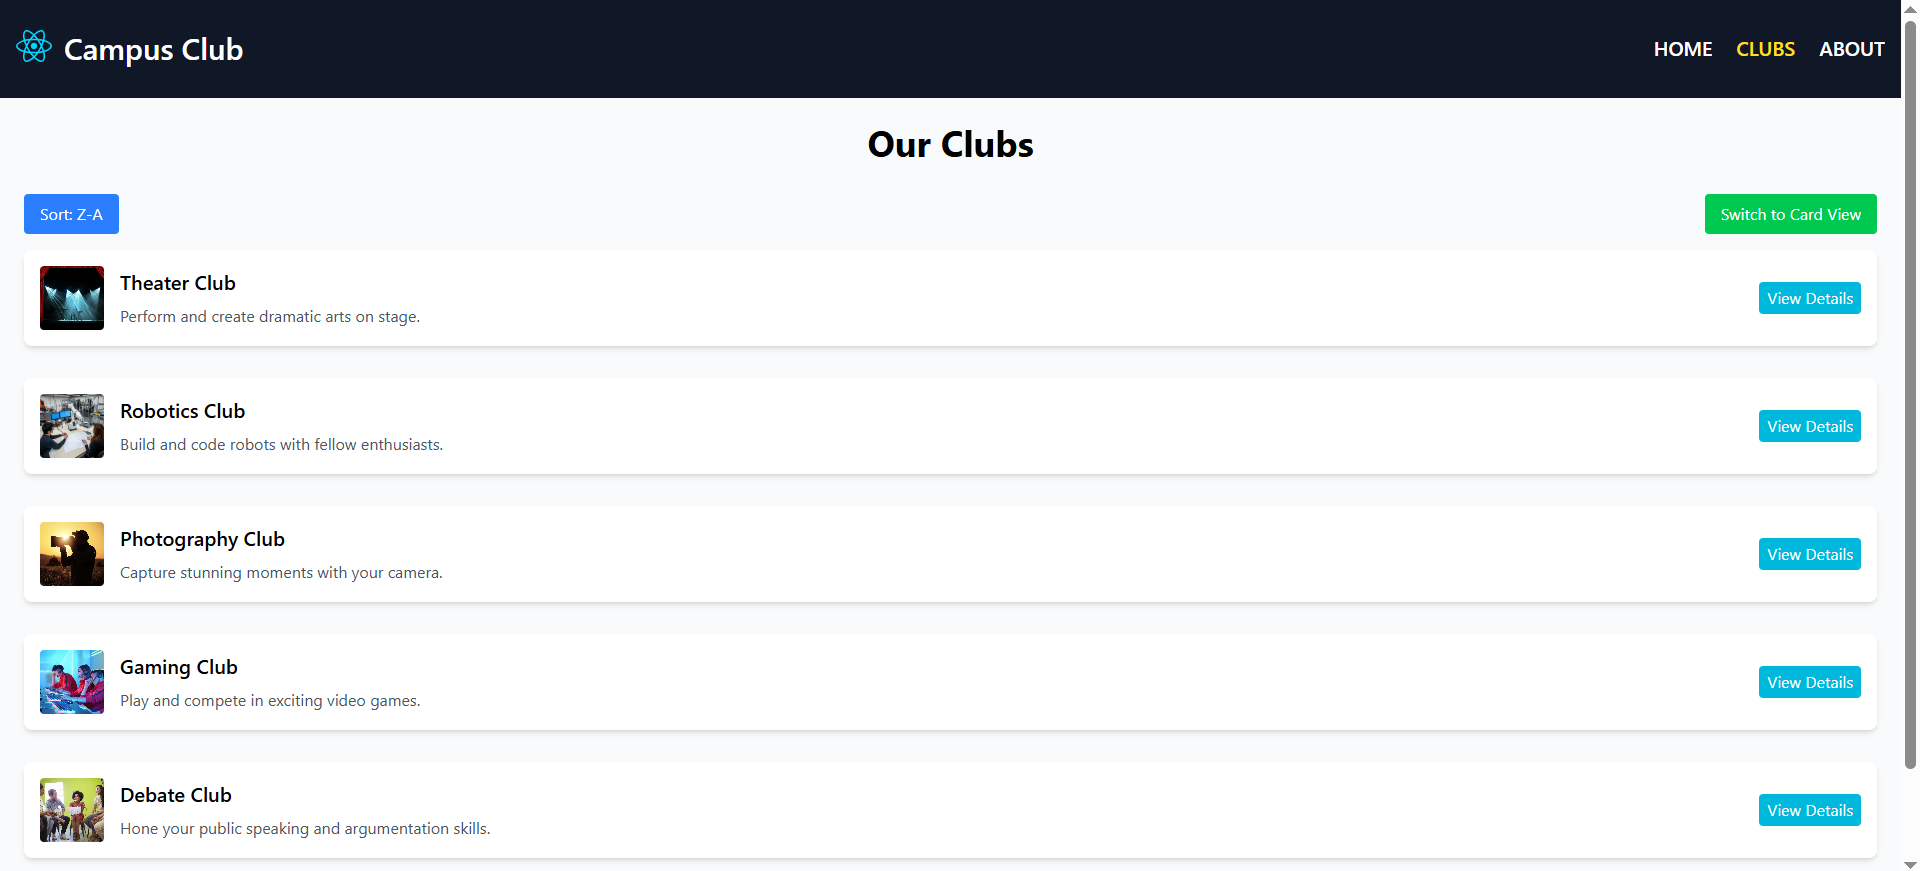 Campus Club
HOME CLUBS ABOUT
Our Clubs
Sort: Z-A
Switch to Card View
Theater Club
Perform and create dramatic arts on stage.
View Details
Robotics Club
Build and code robots with fellow enthusiasts.
View Details
Photography Club
Capture stunning moments with your camera.
View Details
Gaming Club
Play and compete in exciting video games.
View Details
Debate Club
Hone your public speaking and argumentation skills.
View Details